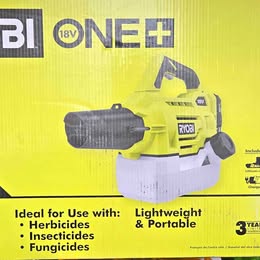 BI 18V ONE+
RYOBI
Ideal for Use with:
• Herbicides
• Insecticides
• Fungicides
Lightweight
& Portable
3 YEAR